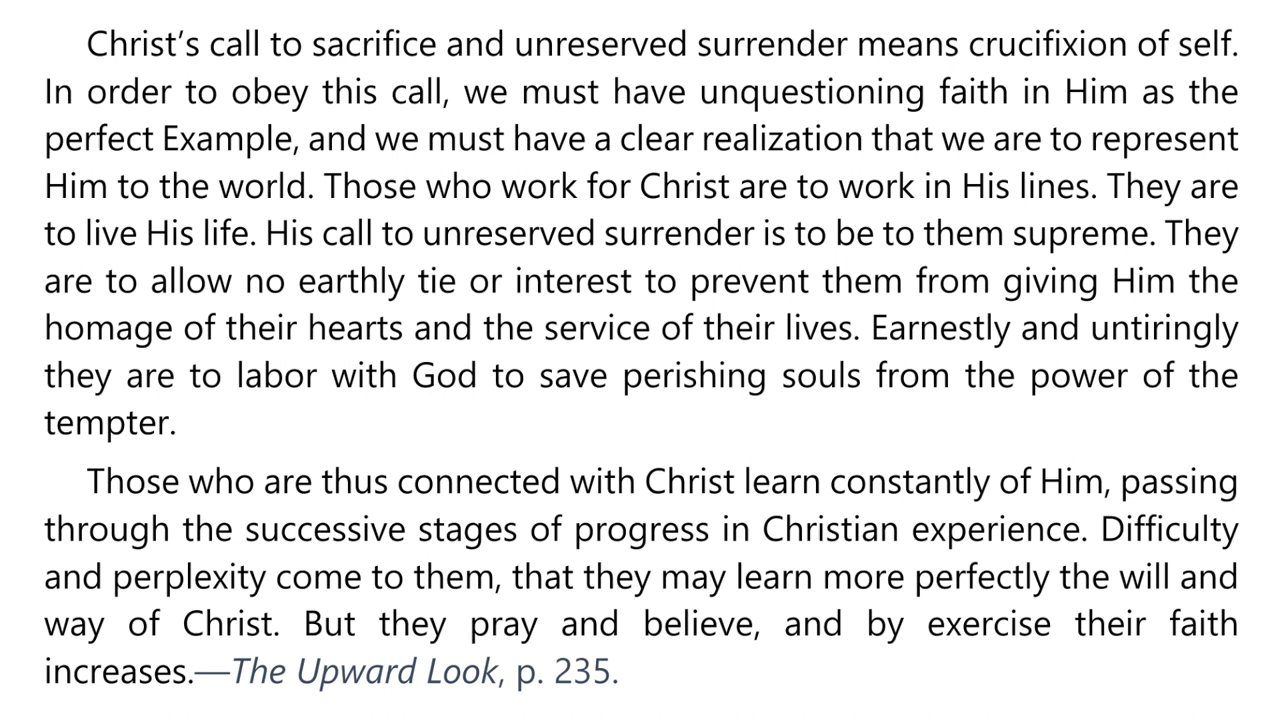 Christ’s call to sacrifice and unreserved surrender means crucifixion of self.
In order to obey this call, we must have unquestioning faith in Him as the
perfect Example, and we must have a clear realization that we are to represent
Him to the world. Those who work for Christ are to work in His lines. They are
to live His life. His call to unreserved surrender is to be to them supreme. They
are to allow no earthly tie or interest to prevent them from giving Him the
homage of their hearts and the service of their lives. Earnestly and untiringly
they are to labor with God to save perishing souls from the power of the
tempter.
Those who are thus connected with Christ learn constantly of Him, passing
through the successive stages of progress in Christian experience. Difficulty
and perplexity come to them, that they may learn more perfectly the will and
way of Christ. But they pray and believe, and by exercise their faith
increases.—The Upward Look, p. 235.